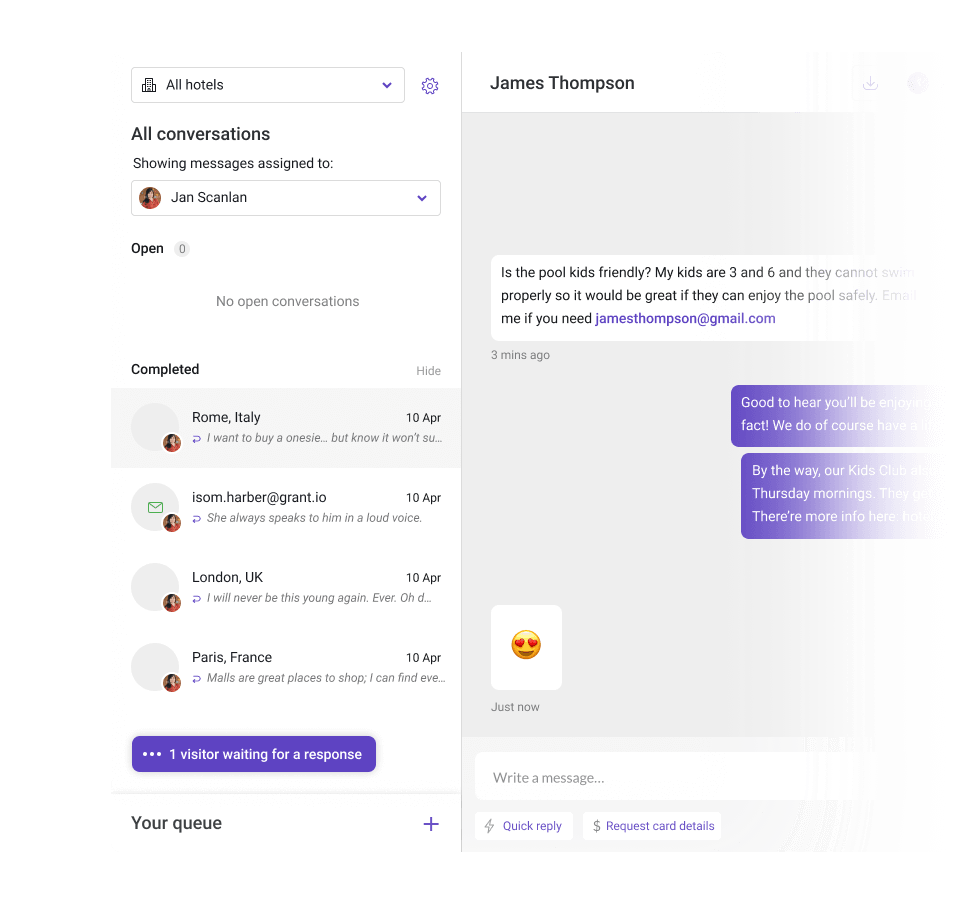 All hotels
All conversations
Showing messages assigned to:
Jan Scanlan
Open 0
No open conversations
Completed Hide
Rome, Italy 10 Apr
I want to buy a onesie… but know it won’t su…
isom.harber@grant.io 10 Apr
She always speaks to him in a loud voice.
London, UK 10 Apr
I will never be this young again. Ever. Oh d…
Paris, France 10 Apr
Malls are great places to shop; I can find eve…
1 visitor waiting for a response
Your queue
James Thompson
Is the pool kids friendly? My kids are 3 and 6 and they cannot swim
properly so it would be great if they can enjoy the pool safely. Email
me if you need jamesthompson@gmail.com
3 mins ago
Good to hear you’ll be enjoying
fact! We do of course have a
By the way, our Kids Club
Thursday mornings. They
There’re more info here:
Just now
Write a message...
Quick reply
$ Request card details